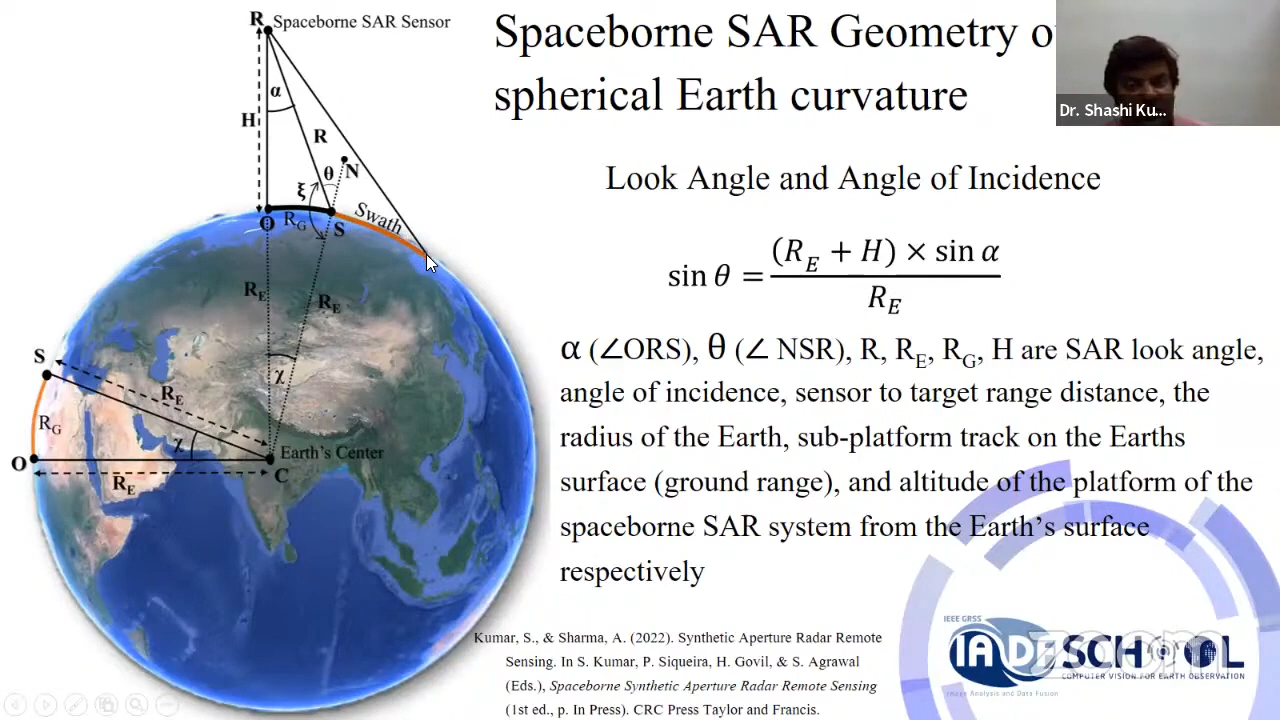 R Spaceborne SAR Sensor
Spaceborne SAR Geometry o
spherical Earth curvature
Dr. Shashi Ku...
α
H
R
N
θ
ξ
Look Angle and Angle of Incidence
O
R_G
S
Swath
sin θ = (R_E + H) × sin α / R_E
R_E
R_E
α (∠ORS), θ (∠ NSR), R, R_E, R_G, H are SAR look angle,
angle of incidence, sensor to target range distance, the
radius of the Earth, sub-platform track on the Earths
surface (ground range), and altitude of the platform of the
spaceborne SAR system from the Earth's surface
respectively
S
χ
R_E
R_G
χ
Earth's Center
O
C
R_E
Kumar, S., & Sharma, A. (2022). Synthetic Aperture Radar Remote
Sensing. In S. Kumar, P. Siqueira, H. Govil, & S. Agrawal
(Eds.), Spaceborne Synthetic Aperture Radar Remote Sensing
(1st ed., p. In Press). CRC Press Taylor and Francis.
IEEE GRSS
IADF SCHOOL
zoom
COMPUTER VISION FOR EARTH OBSERVATION
Image Analysis and Data Fusion